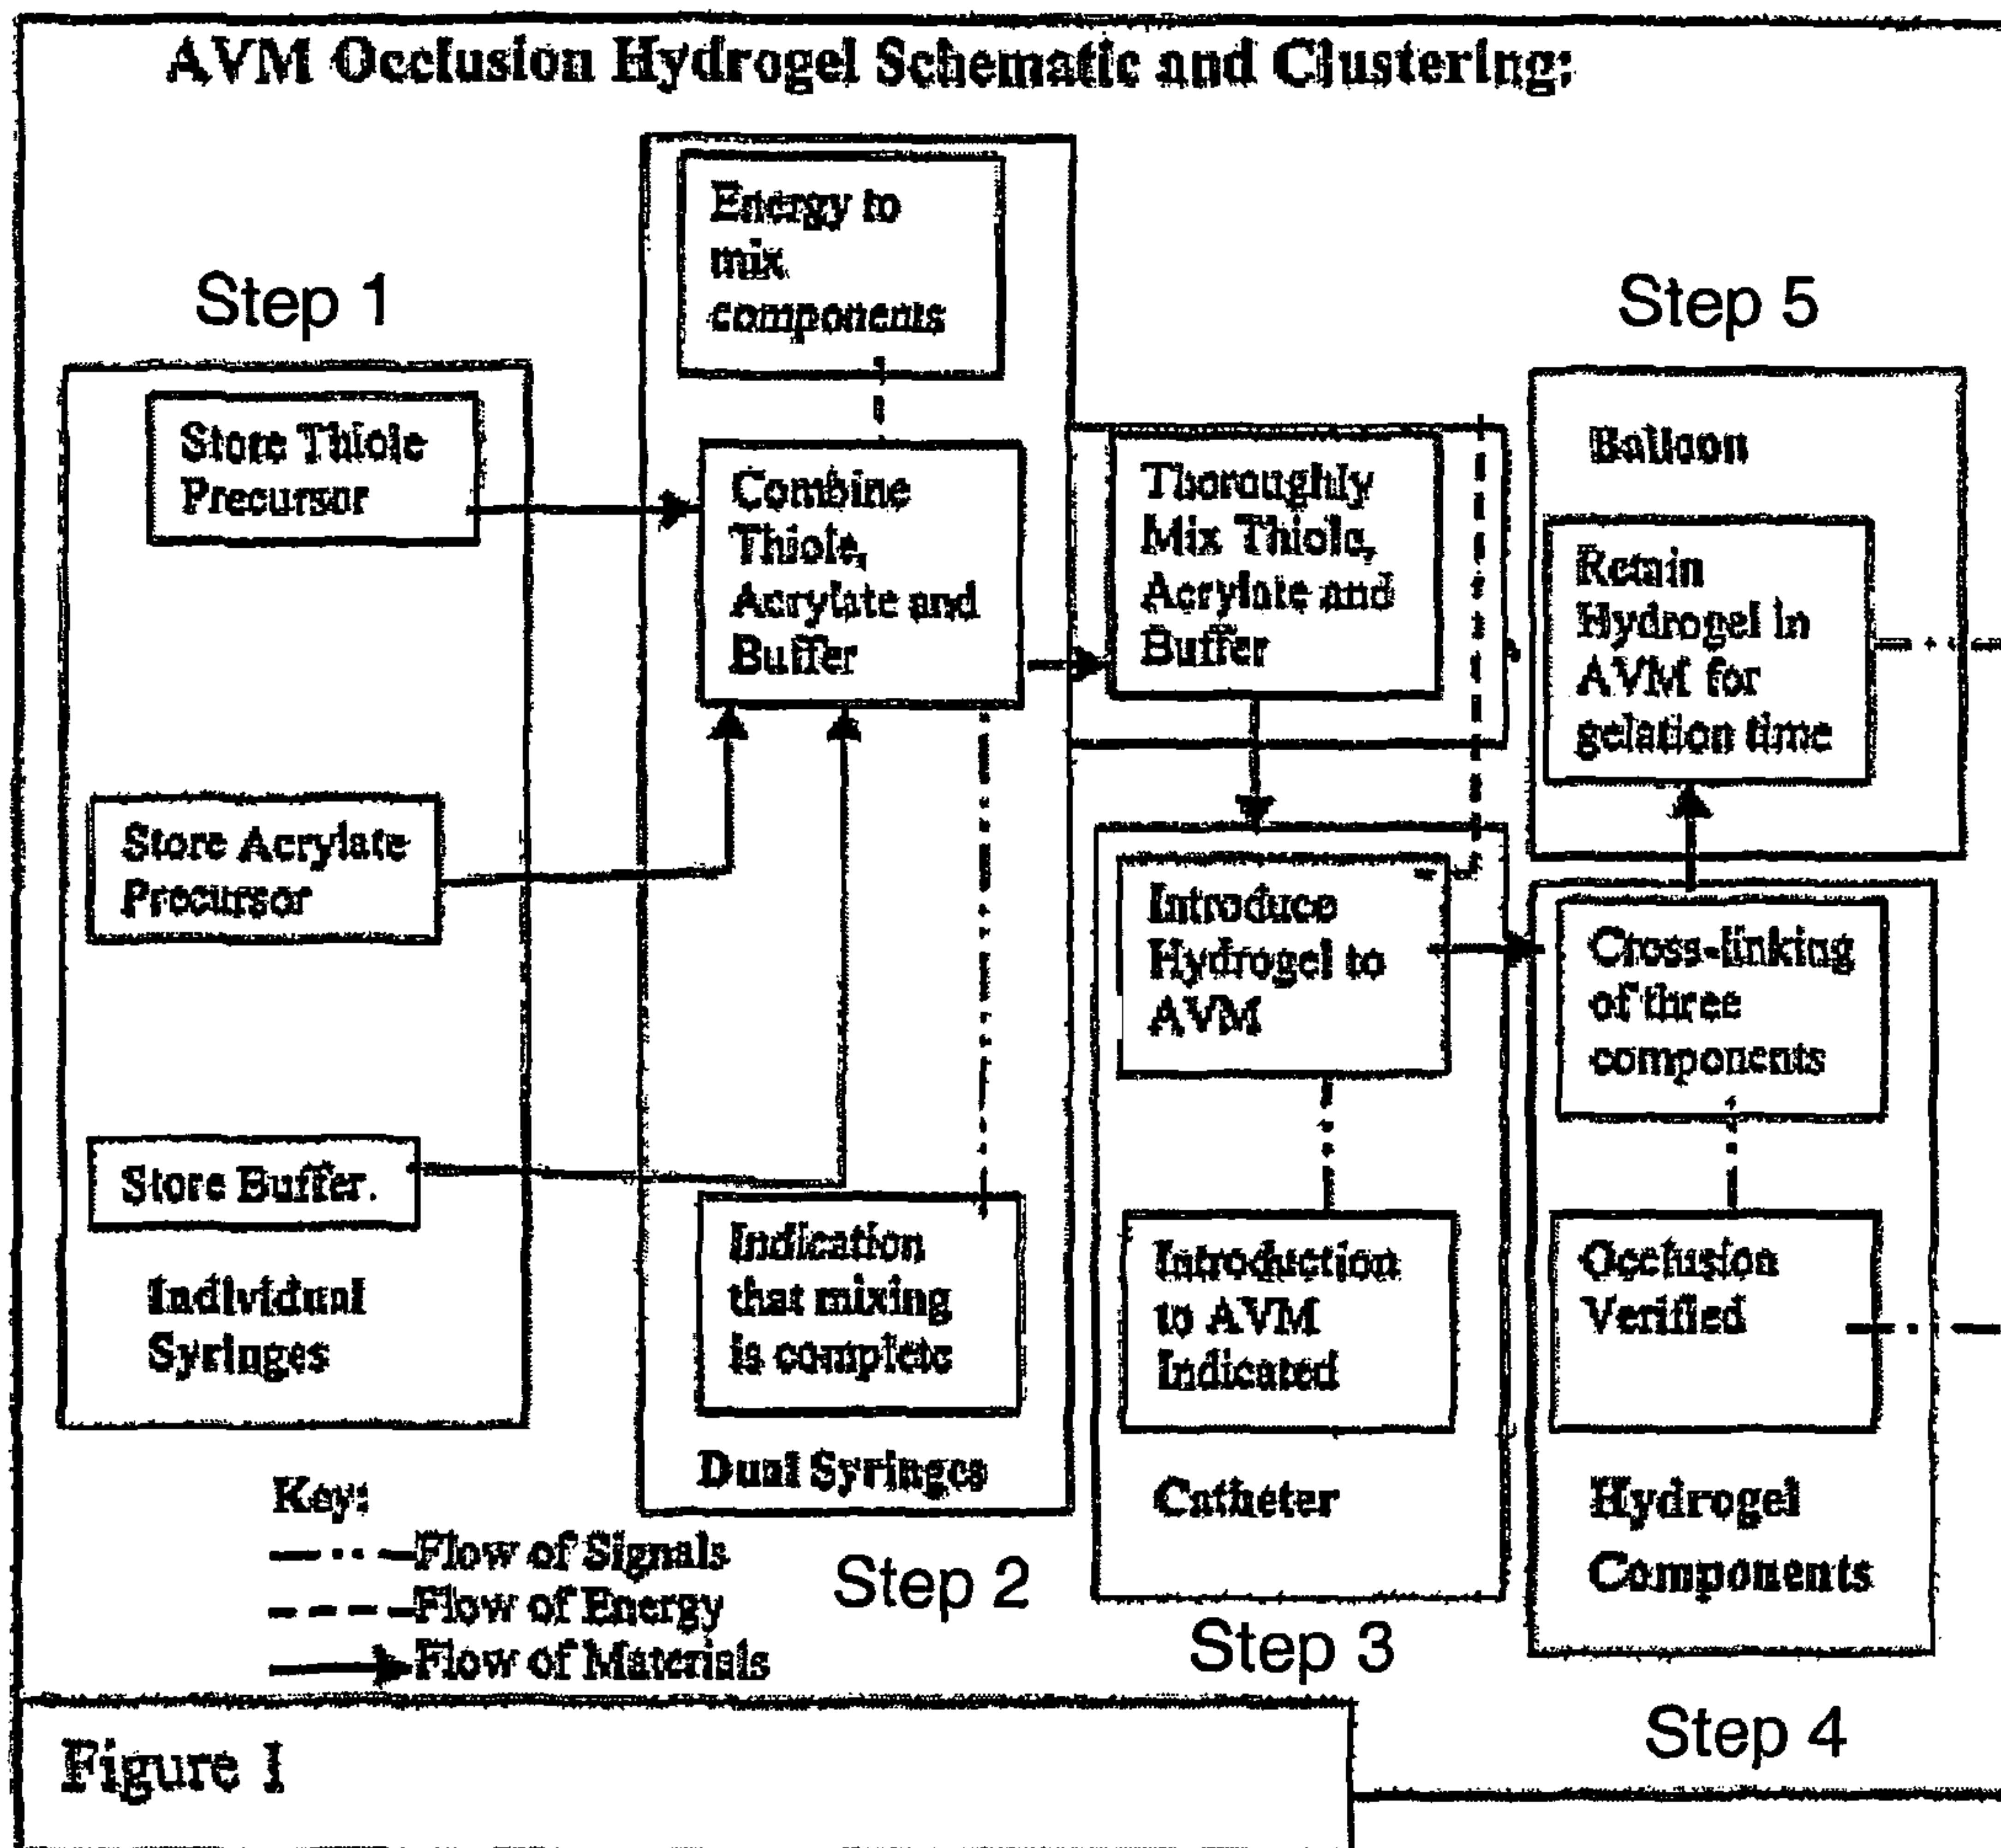 AVM Occlusion Hydrogel Schematic and Clustering:
Step 1
Store Thiole
Precursor
Store Acrylate
Precursor
Store Buffer.
Individual
Syringes
Energy to
mix
components
Combine
Thiole,
Acrylate and
Buffer
Indication
that mixing
is complete
Dual Syringes
Step 2
Thoroughly
Mix Thiole,
Acrylate and
Buffer
Introduce
Hydrogel to
AVM
Introduction
to AVM
Indicated
Catheter
Step 3
Step 5
Balloon
Retain
Hydrogel in
AVM for
gelation time
Cross-linking
of three
components
Occlusion
Verified
Hydrogel
Components
Step 4
Key:
Flow of Signals
Flow of Energy
Flow of Materials
Figure 1